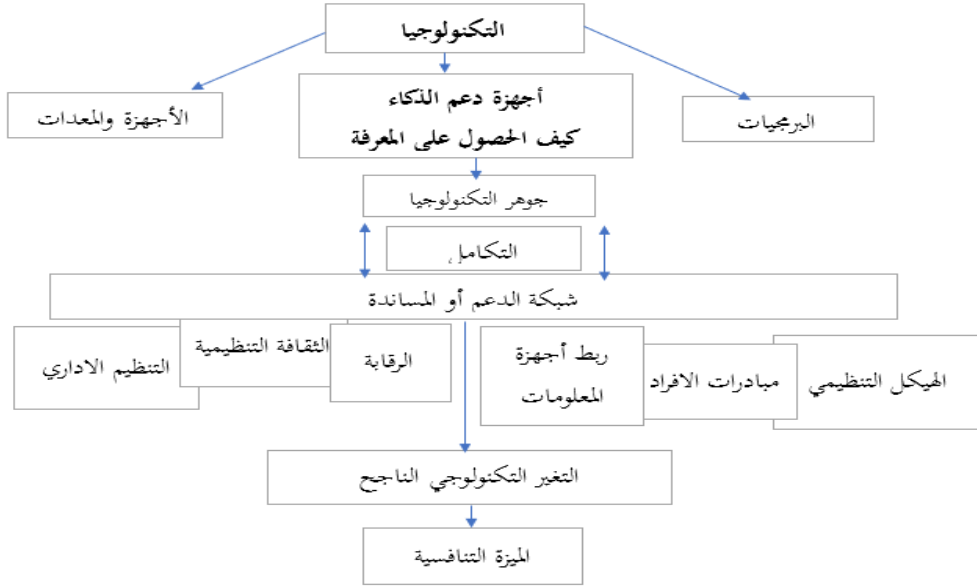 التكنولوجيا
أجهزة دعم الذكاء
كيف الحصول على المعرفة
البرمجيات
الأجهزة والمعدات
جوهر التكنولوجيا
التكامل
شبكة الدعم أو المساندة
الهيكل التنظيمي
مبادرات الافراد
ربط أجهزة
المعلومات
الرقابة
الثقافة التنظيمية
التنظيم الاداري
التغير التكنولوجي الناجح
الميزة التنافسية